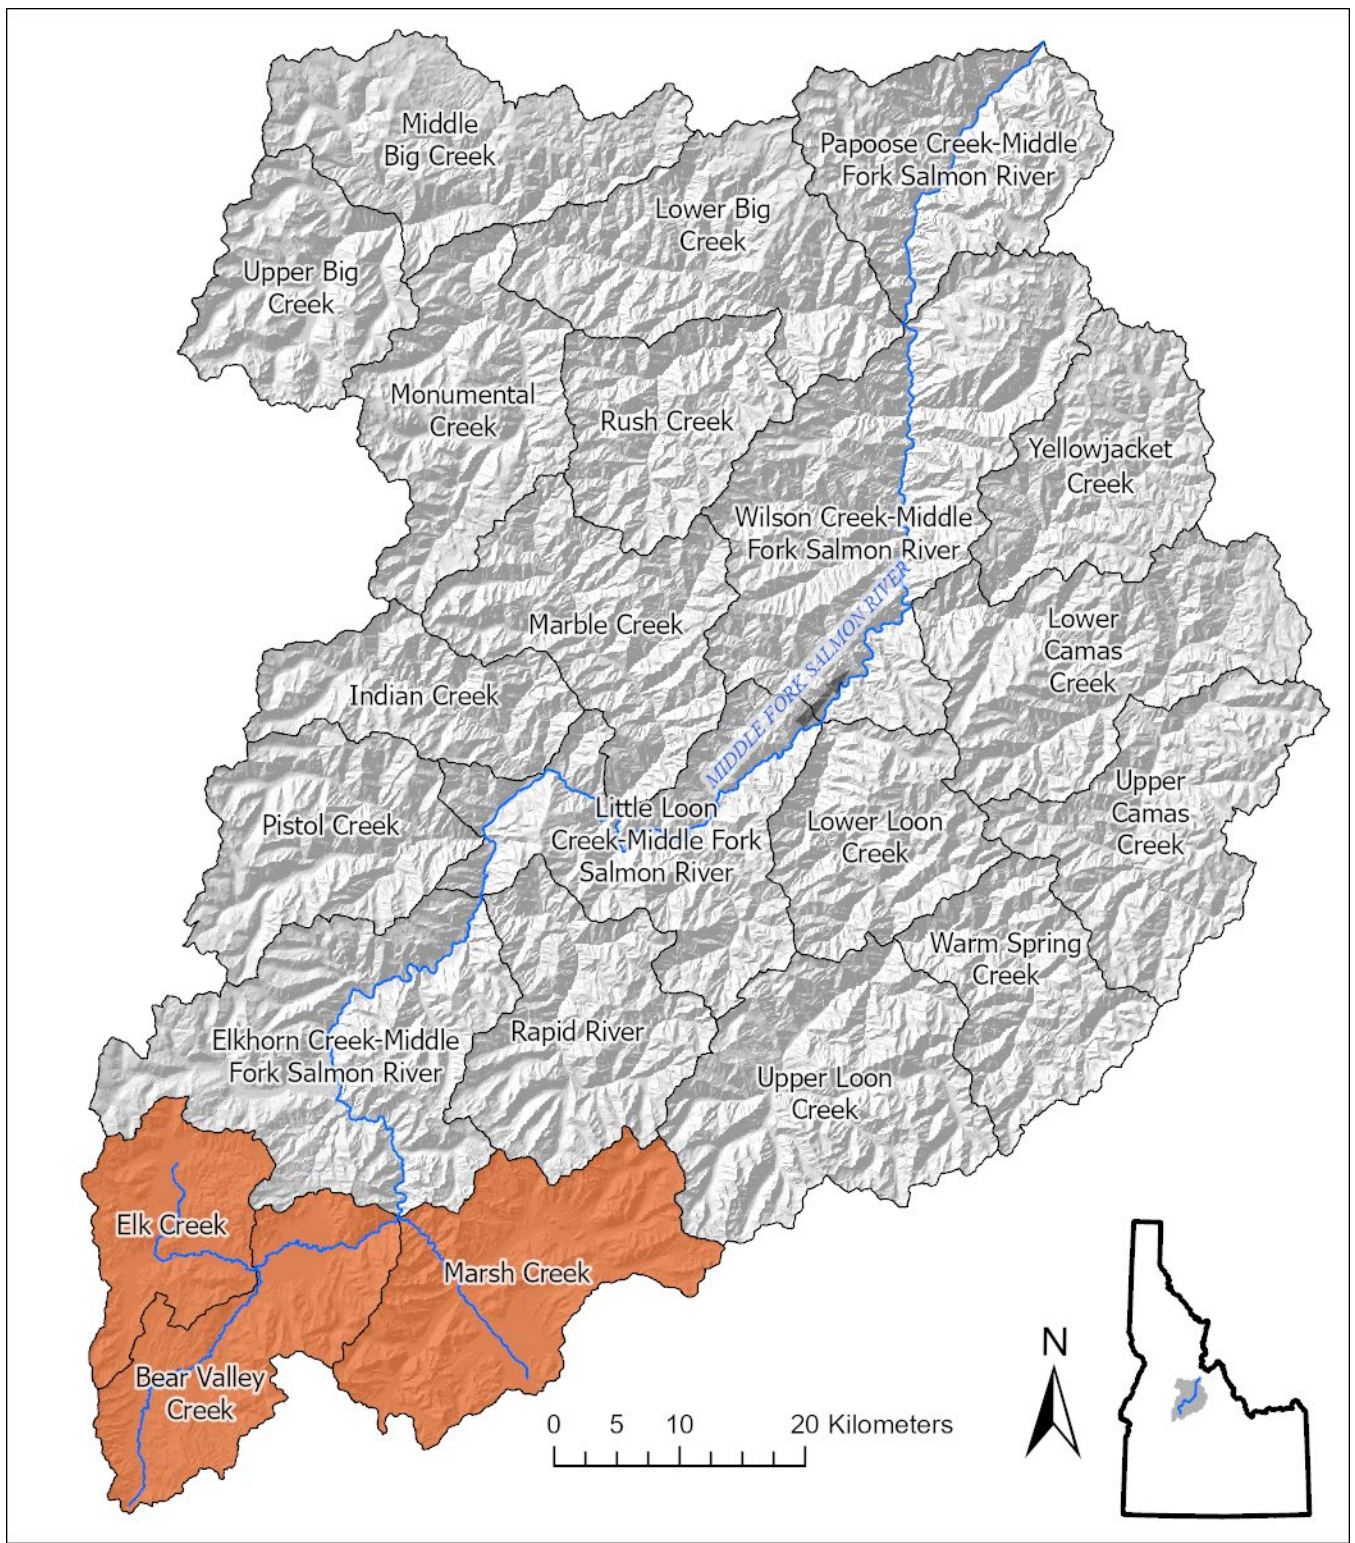 Middle
Big Creek
Papoose Creek-Middle
Fork Salmon River
Lower Big
Creek
Upper Big
Creek
Monumental
Creek
Rush Creek
Yellowjacket
Creek
Wilson Creek-Middle
Fork Salmon River
MIDDLE FORK SALMON RIVER
Marble Creek
Lower
Camas
Creek
Indian Creek
Pistol Creek
Little Loon
Creek-Middle Fork
Salmon River
Lower Loon
Creek
Upper
Camas
Creek
Warm Spring
Creek
Elkhorn Creek-Middle
Fork Salmon River
Rapid River
Upper Loon
Creek
Elk Creek
Marsh Creek
Bear Valley
Creek
N
0 5 10 20 Kilometers